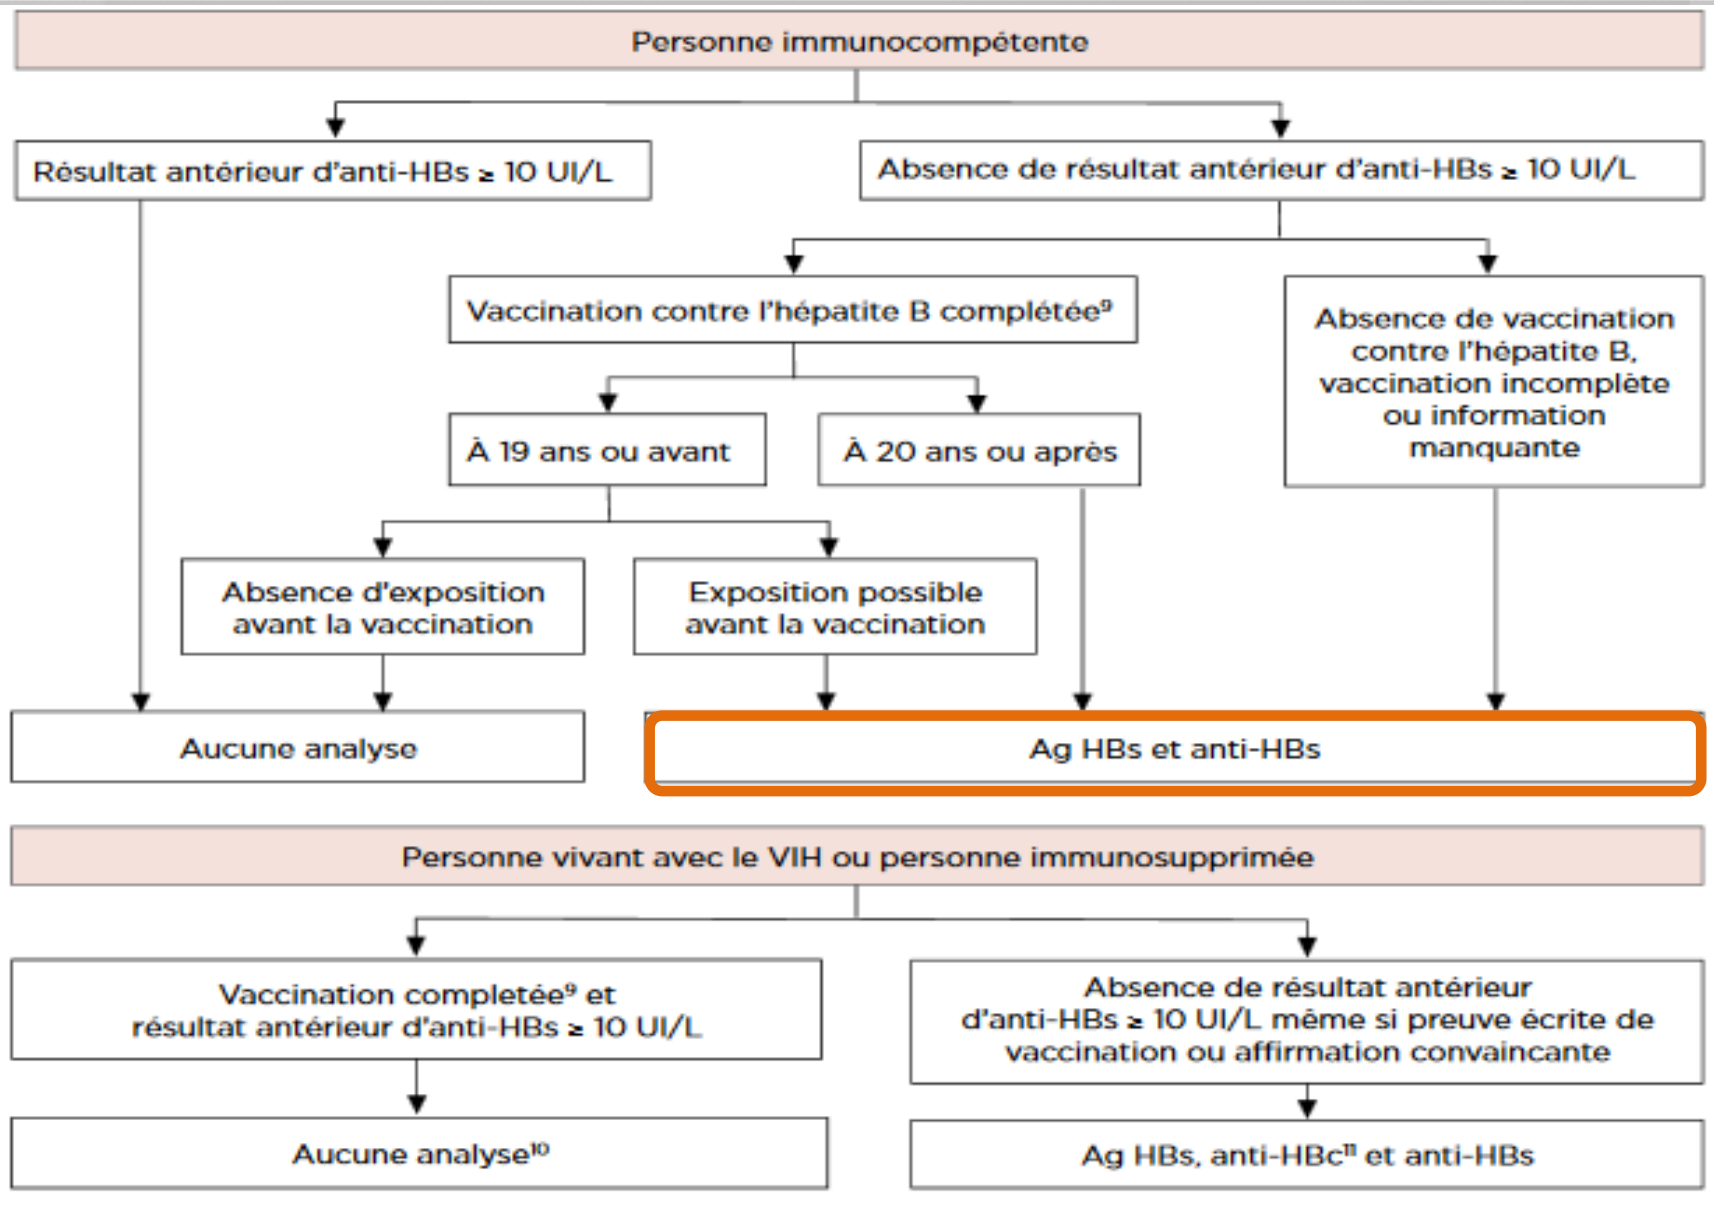 Personne immunocompétente
Résultat antérieur d'anti-HBs ≥ 10 UI/L
Absence de résultat antérieur d'anti-HBs ≥ 10 UI/L
Vaccination contre l'hépatite B complétée⁹
Absence de vaccination
contre l'hépatite B,
vaccination incomplète
ou information
manquante
À 19 ans ou avant
À 20 ans ou après
Absence d'exposition
avant la vaccination
Exposition possible
avant la vaccination
Aucune analyse
Ag HBs et anti-HBs
Personne vivant avec le VIH ou personne immunosupprimée
Vaccination completée⁹ et
résultat antérieur d'anti-HBs ≥ 10 UI/L
Absence de résultat antérieur
d'anti-HBs ≥ 10 UI/L même si preuve écrite de
vaccination ou affirmation convaincante
Aucune analyse¹⁰
Ag HBs, anti-HBc¹¹ et anti-HBs